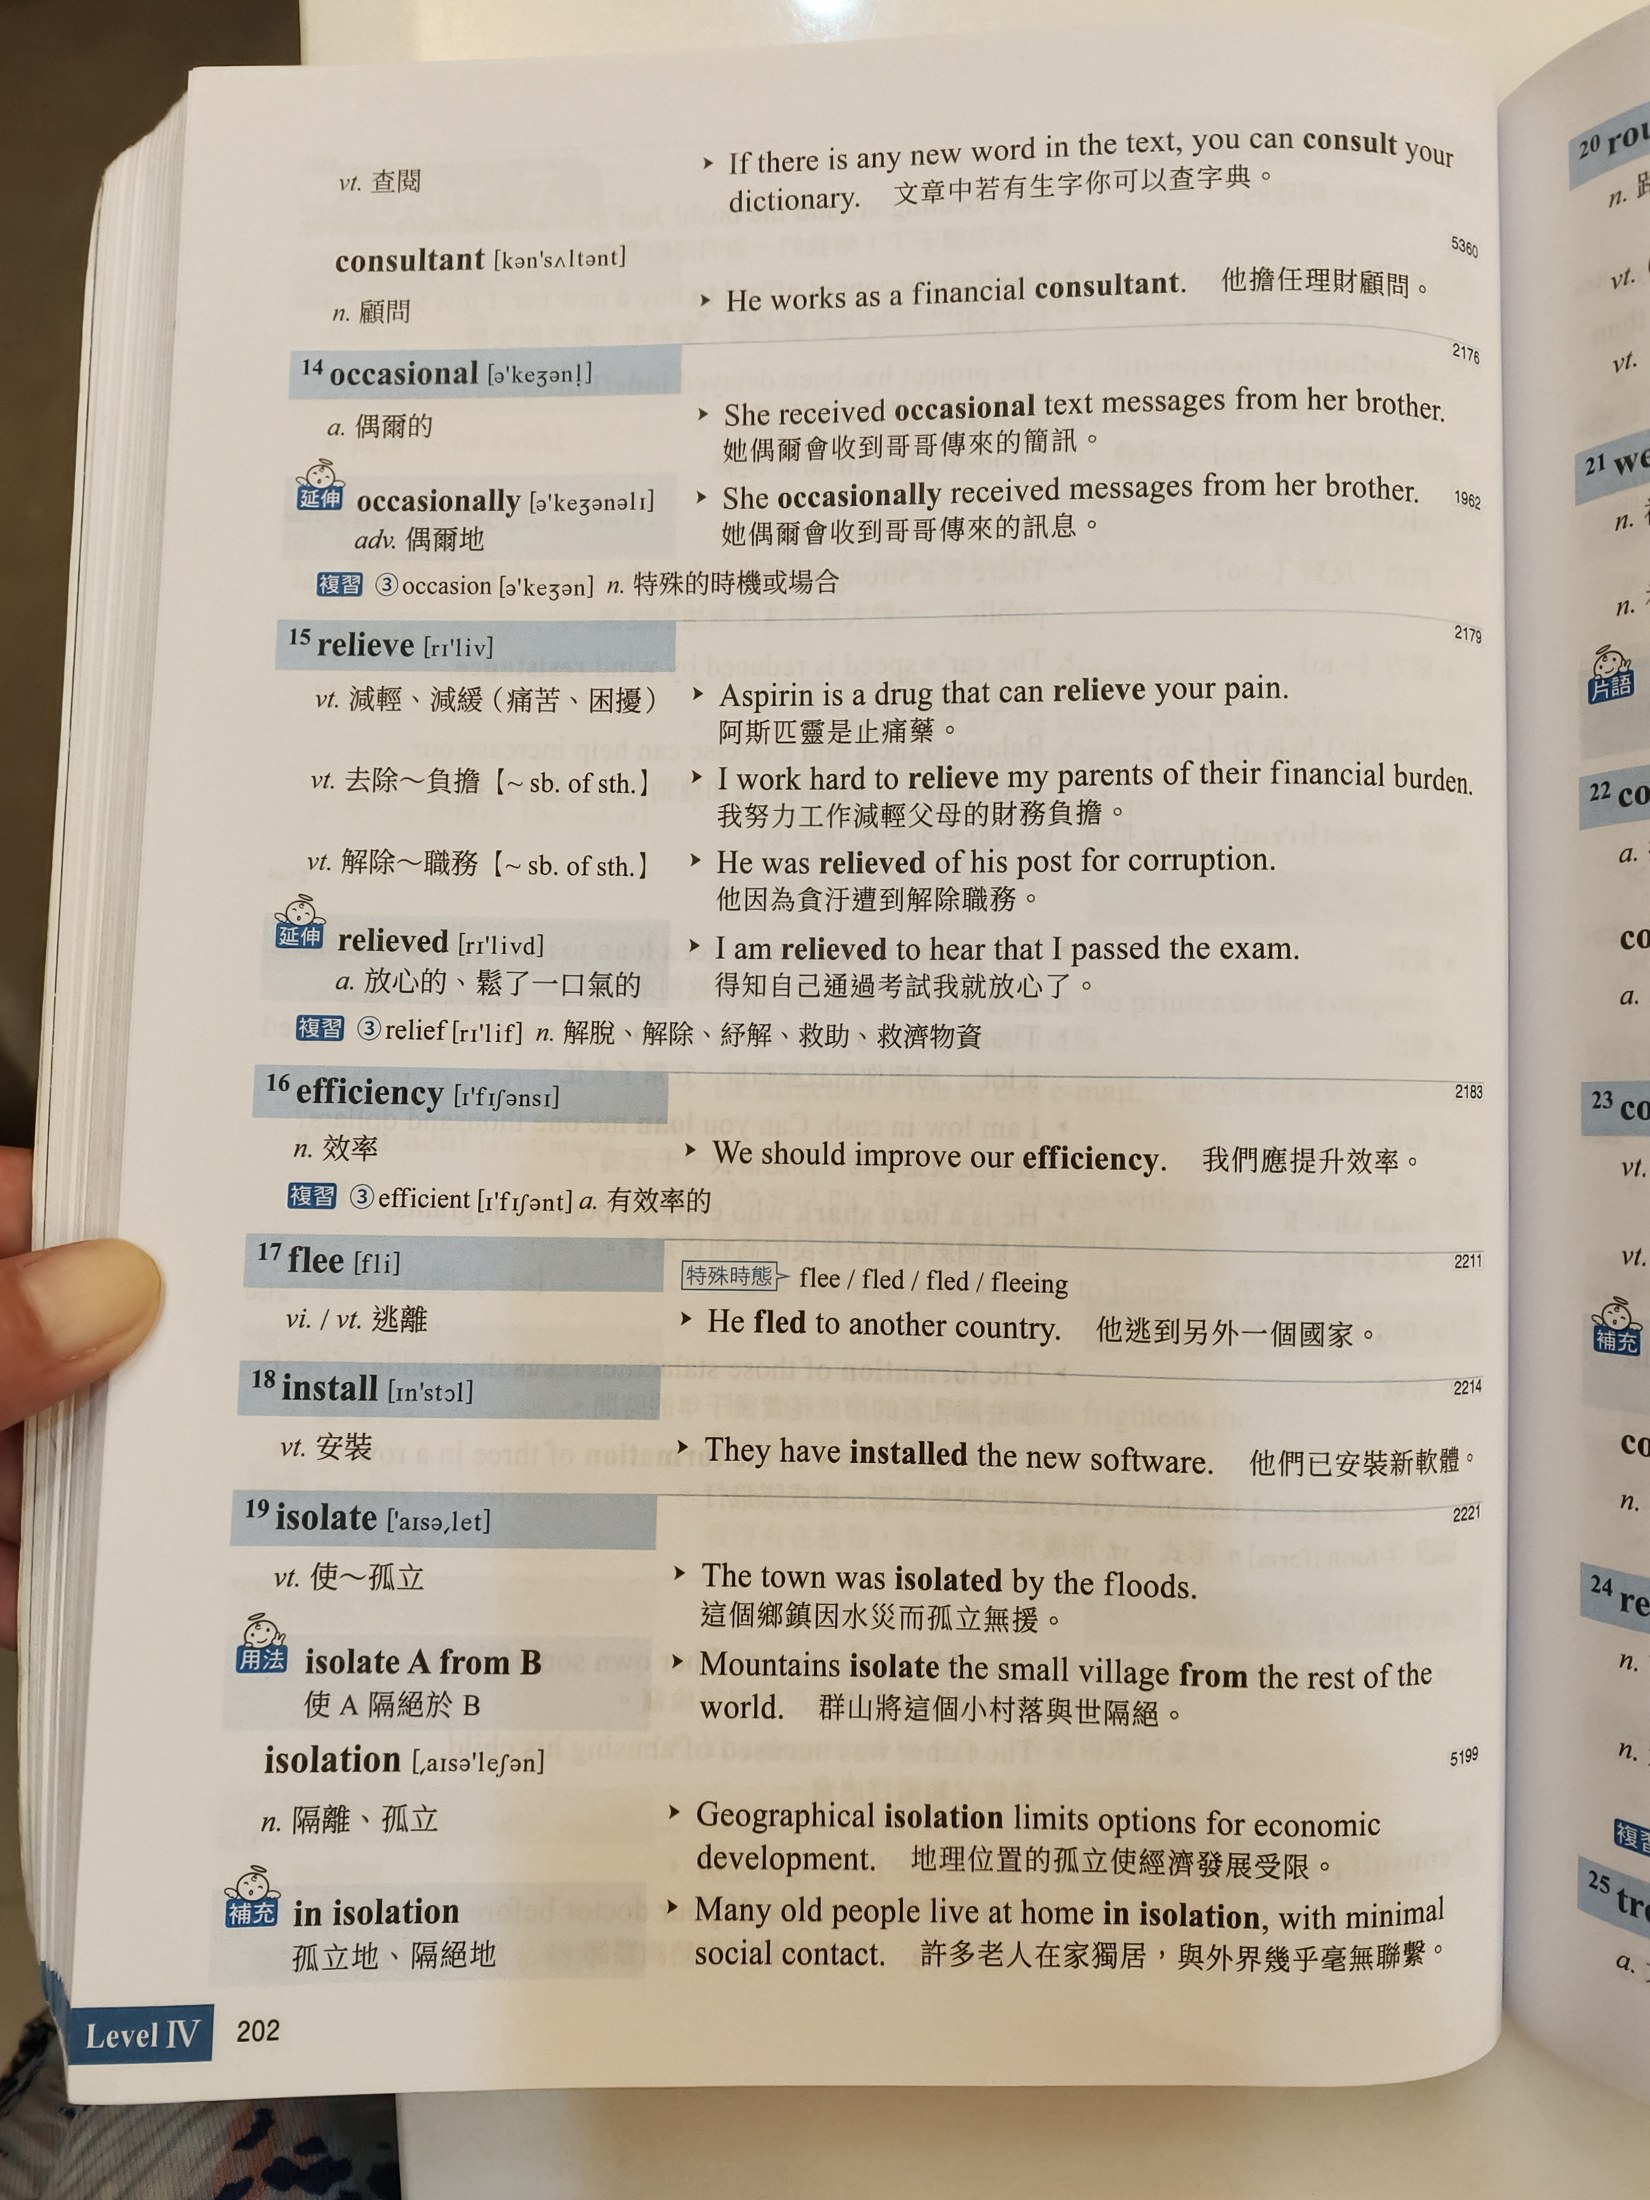 vt. 查閱
➤ If there is any new word in the text, you can consult your
dictionary. 文章中若有生字你可以查字典。
consultant [kən'sʌltənt] 5360
n. 顧問 ➤ He works as a financial consultant. 他擔任理財顧問。
14 occasional [ə'keʒənl̩] 2176
a. 偶爾的 ➤ She received occasional text messages from her brother.
她偶爾會收到哥哥傳來的簡訊。
延伸 occasionally [ə'keʒənəlɪ] ➤ She occasionally received messages from her brother. 1962
adv. 偶爾地 她偶爾會收到哥哥傳來的訊息。
複習 ③occasion [ə'keʒən] n. 特殊的時機或場合
15 relieve [rɪ'liv] 2179
vt. 減輕、減緩（痛苦、困擾） ➤ Aspirin is a drug that can relieve your pain.
阿斯匹靈是止痛藥。
vt. 去除～負擔【~ sb. of sth.】 ➤ I work hard to relieve my parents of their financial burden.
我努力工作減輕父母的財務負擔。
vt. 解除～職務【~ sb. of sth.】 ➤ He was relieved of his post for corruption.
他因為貪汙遭到解除職務。
延伸 relieved [rɪ'livd] ➤ I am relieved to hear that I passed the exam.
a. 放心的、鬆了一口氣的 得知自己通過考試我就放心了。
複習 ③relief [rɪ'lif] n. 解脫、解除、紓解、救助、救濟物資
16 efficiency [ɪ'fɪʃənsɪ] 2183
n. 效率 ➤ We should improve our efficiency. 我們應提升效率。
複習 ③efficient [ɪ'fɪʃənt] a. 有效率的
17 flee [fli] 2211
特殊時態 flee / fled / fled / fleeing
vi. / vt. 逃離 ➤ He fled to another country. 他逃到另外一個國家。
18 install [ɪn'stɔl] 2214
vt. 安裝 ➤ They have installed the new software. 他們已安裝新軟體。
19 isolate ['aɪsəˌlet] 2221
vt. 使～孤立 ➤ The town was isolated by the floods.
這個鄉鎮因水災而孤立無援。
用法 isolate A from B ➤ Mountains isolate the small village from the rest of the
使 A 隔絕於 B world. 群山將這個小村落與世隔絕。
isolation [ˌaɪsə'leʃən] 5199
n. 隔離、孤立 ➤ Geographical isolation limits options for economic
development. 地理位置的孤立使經濟發展受限。
補充 in isolation ➤ Many old people live at home in isolation, with minimal
孤立地、隔絕地 social contact. 許多老人在家獨居，與外界幾乎毫無聯繫。
Level IV 202
20
n.
vt.
vt.
21
n.
n.
片語
22
a.
a.
23
vt.
vt.
補充
n.
24
n.
n.
25
a.